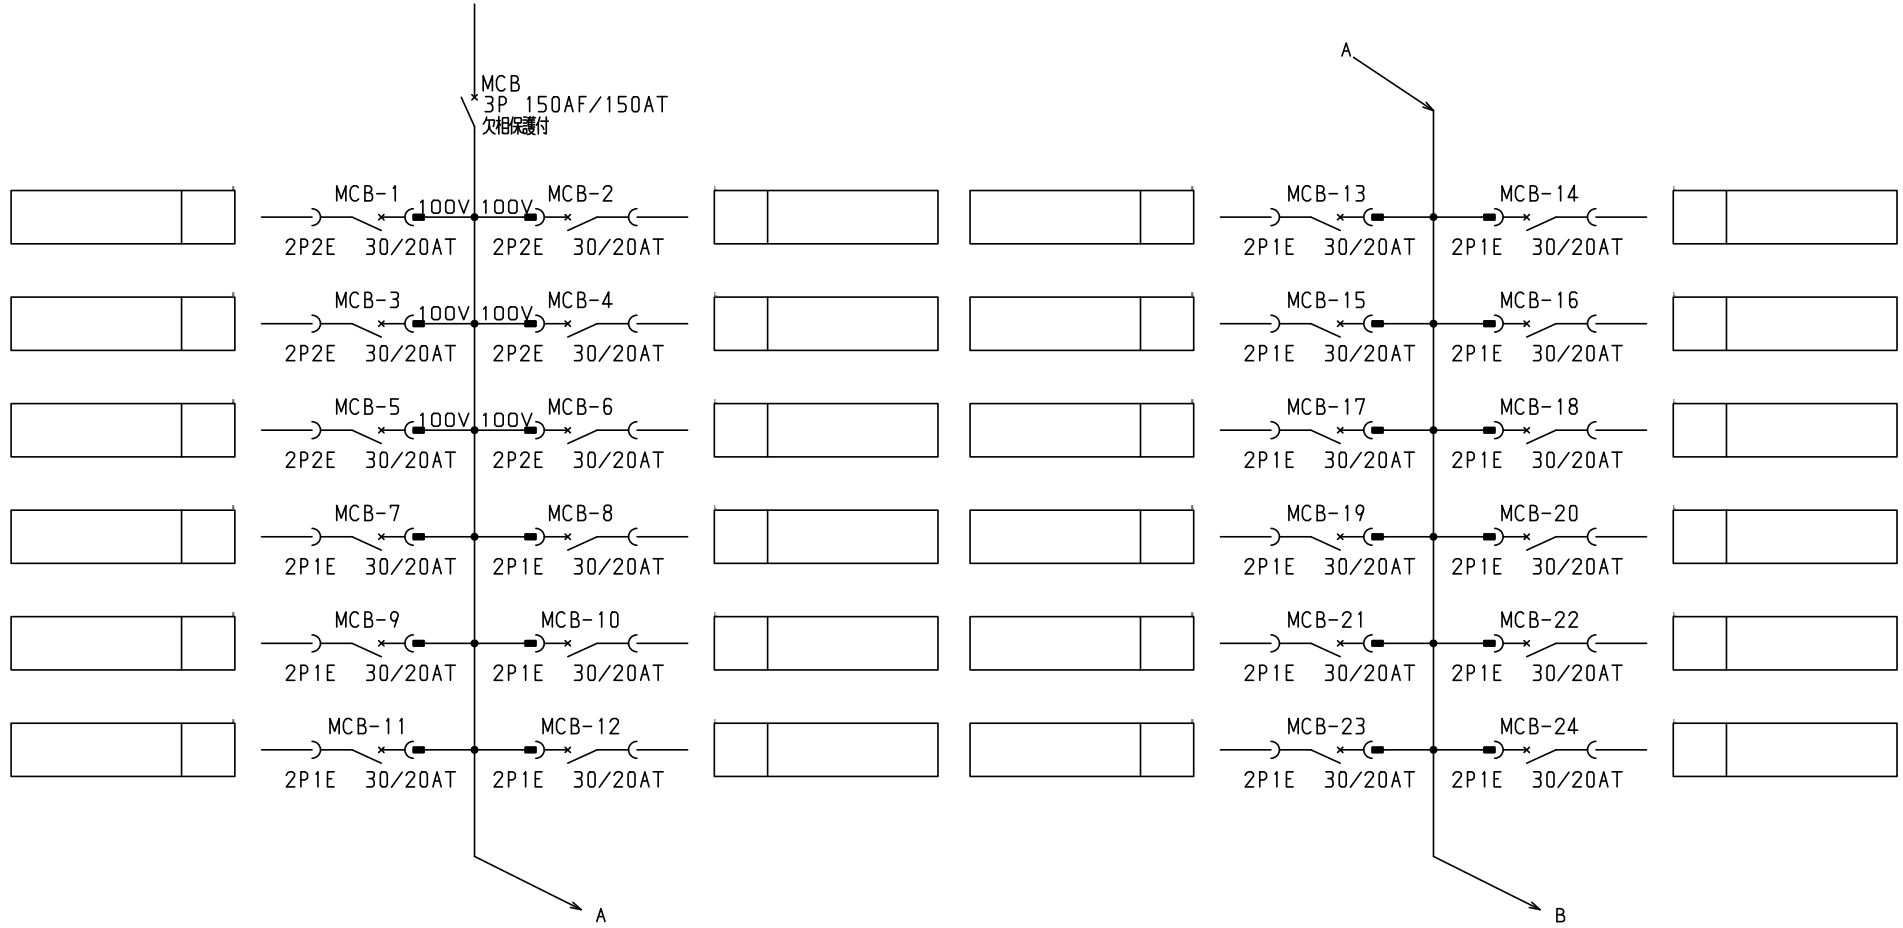 MCB
3P 150AF/150AT
欠相保護付
MCB-1 100V 100V MCB-2
2P2E 30/20AT 2P2E 30/20AT
MCB-3 100V 100V MCB-4
2P2E 30/20AT 2P2E 30/20AT
MCB-5 100V 100V MCB-6
2P2E 30/20AT 2P2E 30/20AT
MCB-7 MCB-8
2P1E 30/20AT 2P1E 30/20AT
MCB-9 MCB-10
2P1E 30/20AT 2P1E 30/20AT
MCB-11 MCB-12
2P1E 30/20AT 2P1E 30/20AT
A
A
MCB-13 MCB-14
2P1E 30/20AT 2P1E 30/20AT
MCB-15 MCB-16
2P1E 30/20AT 2P1E 30/20AT
MCB-17 MCB-18
2P1E 30/20AT 2P1E 30/20AT
MCB-19 MCB-20
2P1E 30/20AT 2P1E 30/20AT
MCB-21 MCB-22
2P1E 30/20AT 2P1E 30/20AT
MCB-23 MCB-24
2P1E 30/20AT 2P1E 30/20AT
B